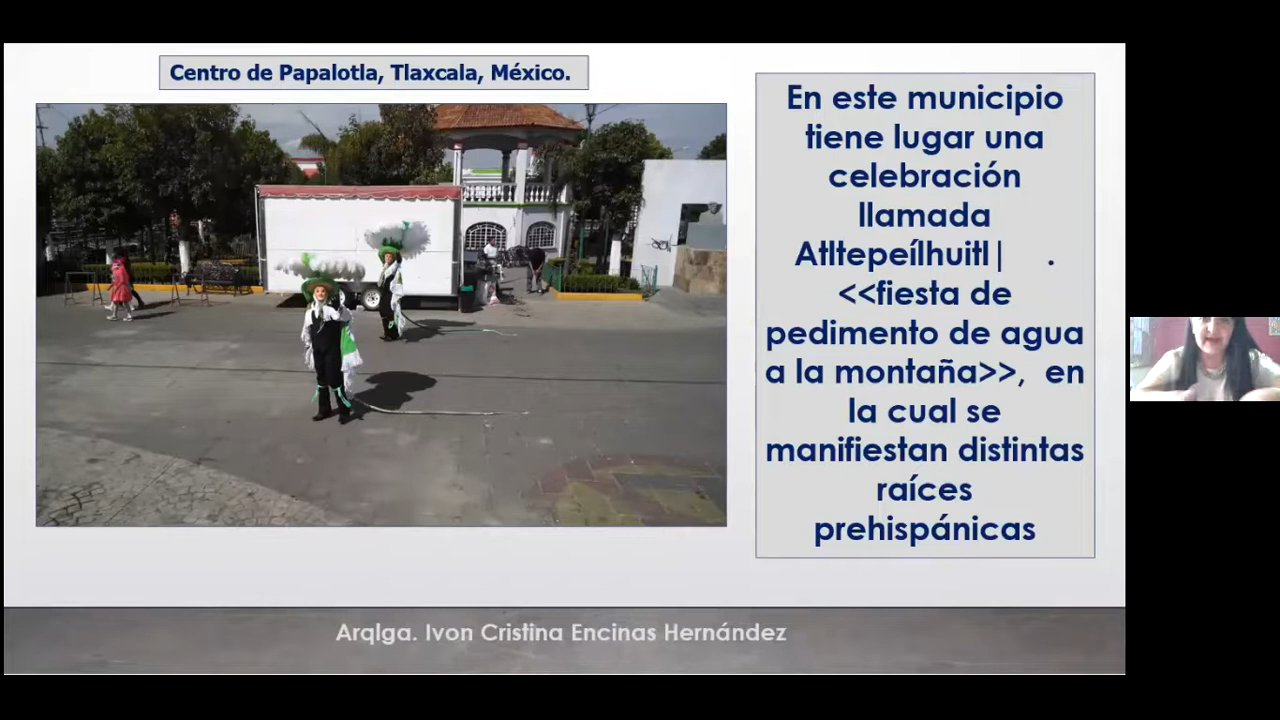 Centro de Papalotla, Tlaxcala, México.
En este municipio
tiene lugar una
celebración
llamada
Atltepeílhuitl| .
<<fiesta de
pedimento de agua
a la montaña>>, en
la cual se
manifiestan distintas
raíces
prehispánicas
Arqlga. Ivon Cristina Encinas Hernández